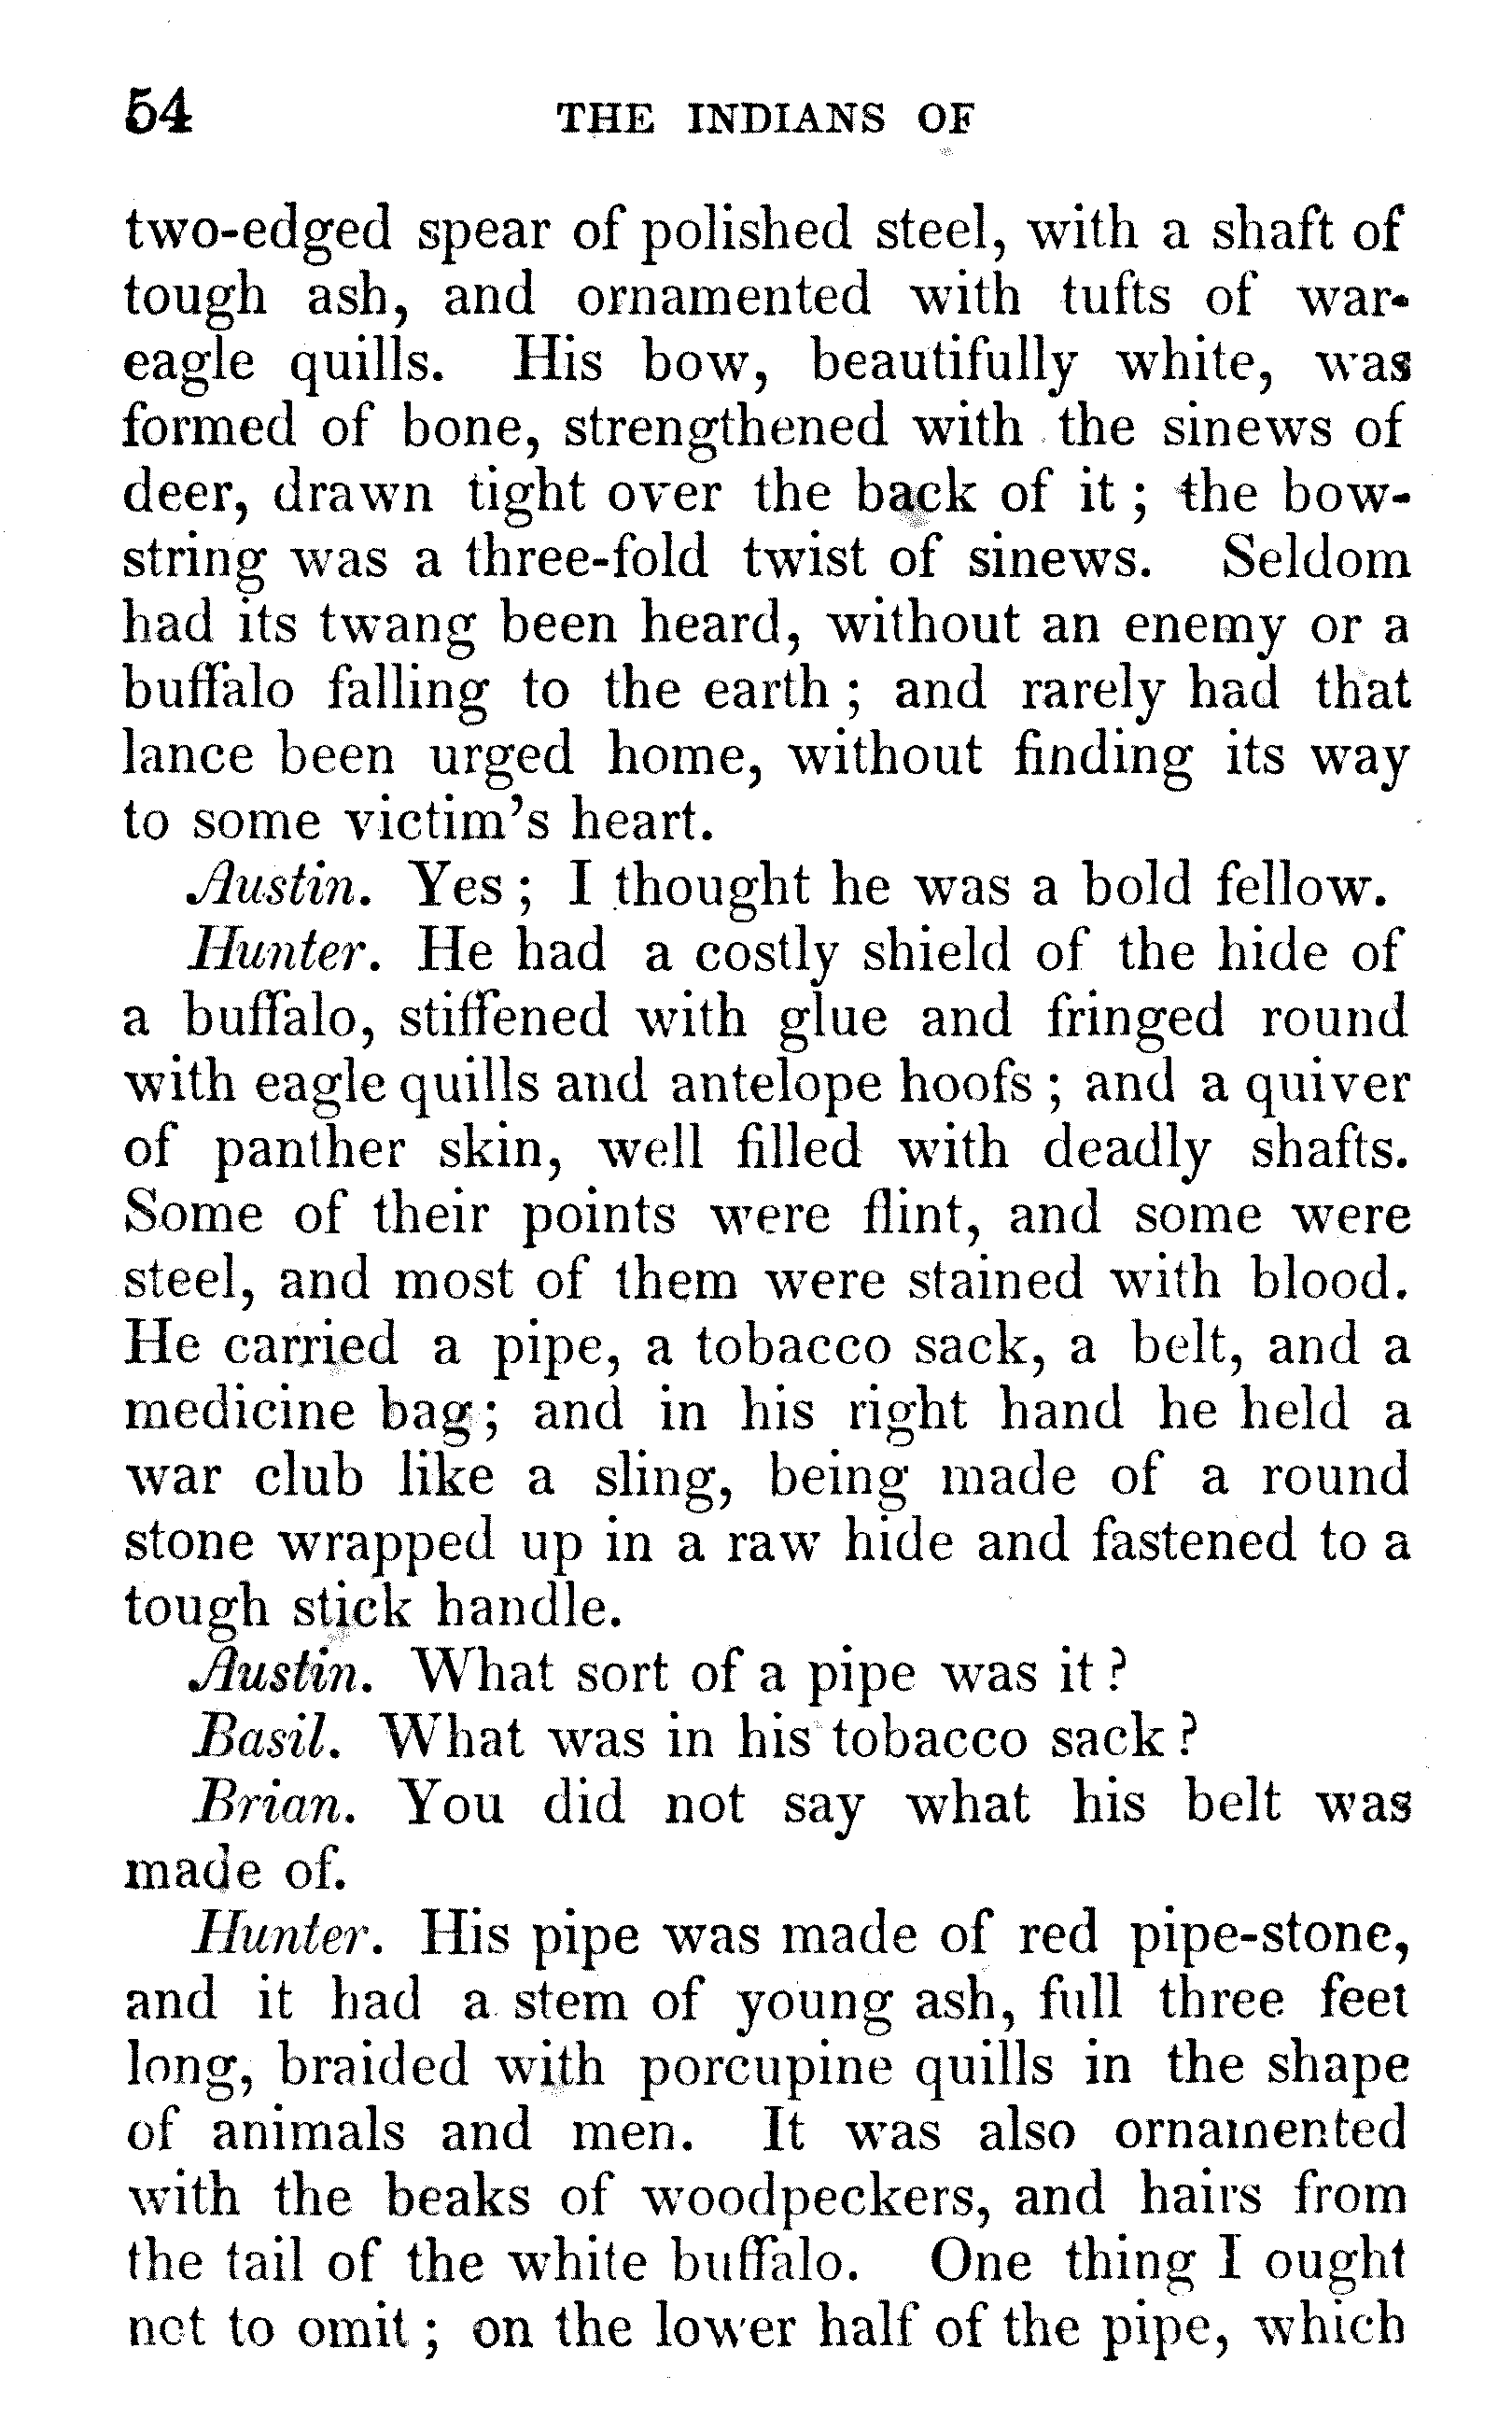 54 THE INDIANS OF
two-edged spear of polished steel, with a shaft of
tough ash, and ornamented with tufts of war-
eagle quills. His bow, beautifully white, was
formed of bone, strengthened with the sinews of
deer, drawn tight over the back of it; the bow-
string was a three-fold twist of sinews. Seldom
had its twang been heard, without an enemy or a
buffalo falling to the earth; and rarely had that
lance been urged home, without finding its way
to some victim's heart.
Austin. Yes; I thought he was a bold fellow.
Hunter. He had a costly shield of the hide of
a buffalo, stiffened with glue and fringed round
with eagle quills and antelope hoofs; and a quiver
of panther skin, well filled with deadly shafts.
Some of their points were flint, and some were
steel, and most of them were stained with blood.
He carried a pipe, a tobacco sack, a belt, and a
medicine bag; and in his right hand he held a
war club like a sling, being made of a round
stone wrapped up in a raw hide and fastened to a
tough stick handle.
Austin. What sort of a pipe was it?
Basil. What was in his tobacco sack?
Brian. You did not say what his belt was
made of.
Hunter. His pipe was made of red pipe-stone,
and it had a stem of young ash, full three feet
long, braided with porcupine quills in the shape
of animals and men. It was also ornamented
with the beaks of woodpeckers, and hairs from
the tail of the white buffalo. One thing I ought
not to omit; on the lower half of the pipe, which